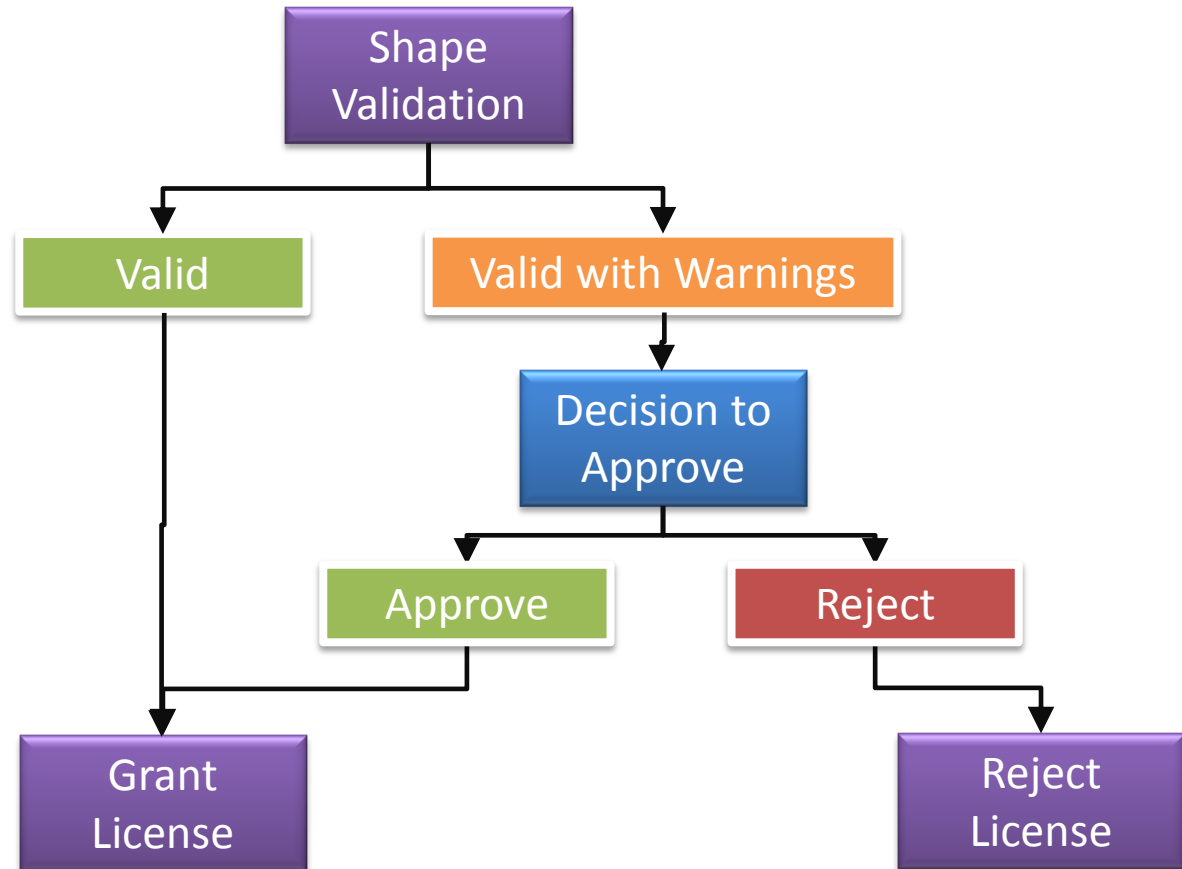 Shape
Validation
Valid
Valid with Warnings
Decision to
Approve
Approve
Reject
Grant
License
Reject
License